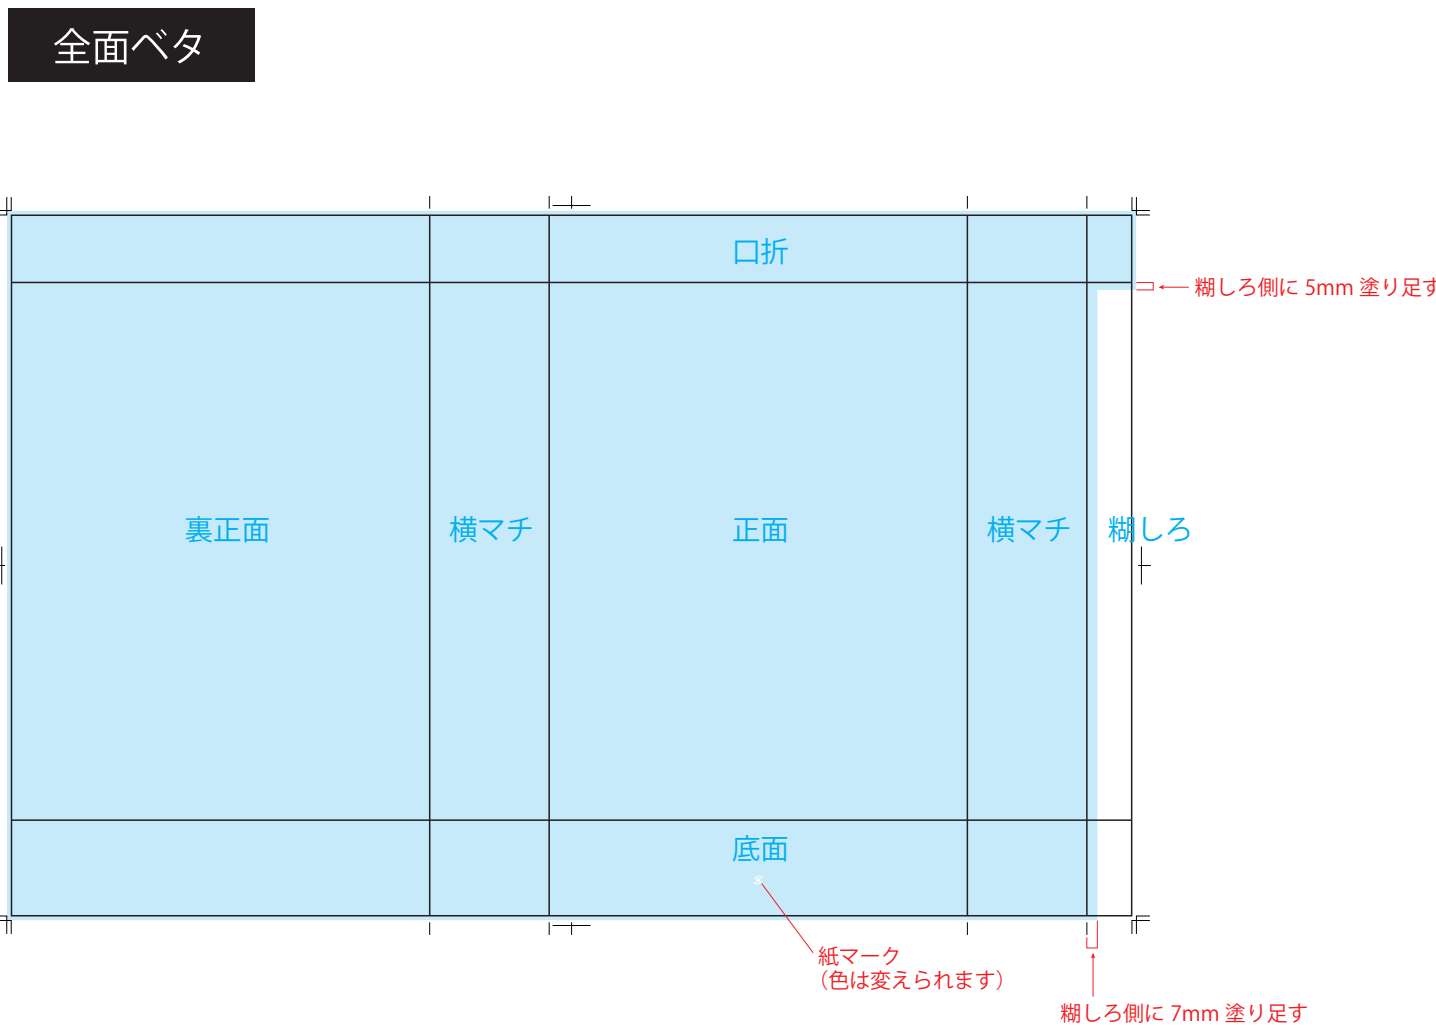 全面ベタ
口折
糊しろ側に 5mm 塗り足す
裏正面
横マチ
正面
横マチ
糊しろ
底面
紙マーク
（色は変えられます）
糊しろ側に 7mm 塗り足す